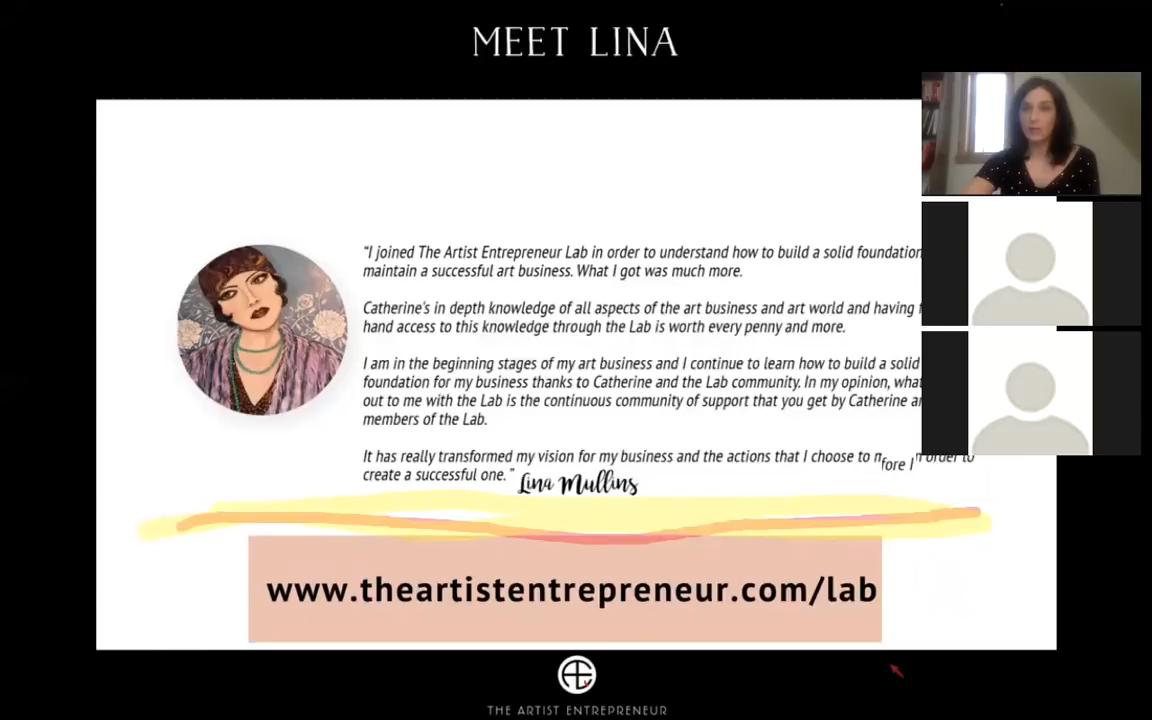 MEET LINA
“I joined The Artist Entrepreneur Lab in order to understand how to build a solid foundation
maintain a successful art business. What I got was much more.
Catherine's in depth knowledge of all aspects of the art business and art world and having
hand access to this knowledge through the Lab is worth every penny and more.
I am in the beginning stages of my art business and I continue to learn how to build a solid
foundation for my business thanks to Catherine and the Lab community. In my opinion,
out to me with the Lab is the continuous community of support that you get by Catherine
members of the Lab.
It has really transformed my vision for my business and the actions that I choose to
create a successful one. ”
Lina Mullins
www.theartistentrepreneur.com/lab
THE ARTIST ENTREPRENEUR